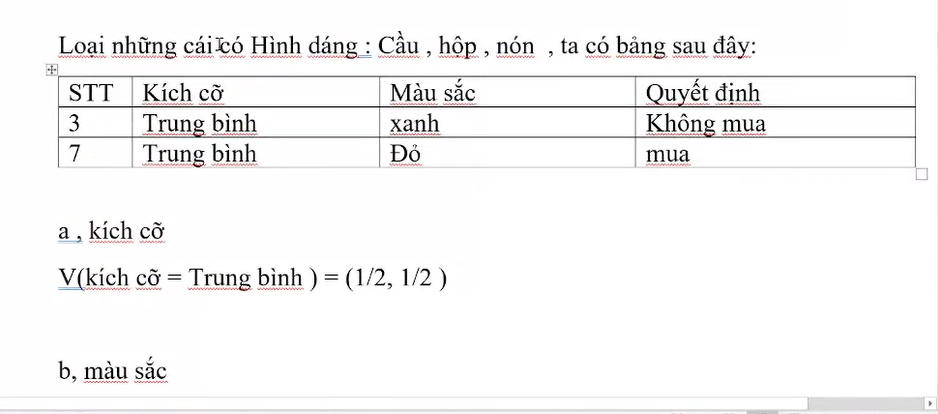 Loại những cái có Hình dáng : Cầu , hộp , nón , ta có bảng sau đây:
STT Kích cỡ Màu sắc Quyết định
3 Trung bình xanh Không mua
7 Trung bình Đỏ mua
a , kích cỡ
V(kích cỡ = Trung bình ) = (1/2, 1/2 )
b, màu sắc